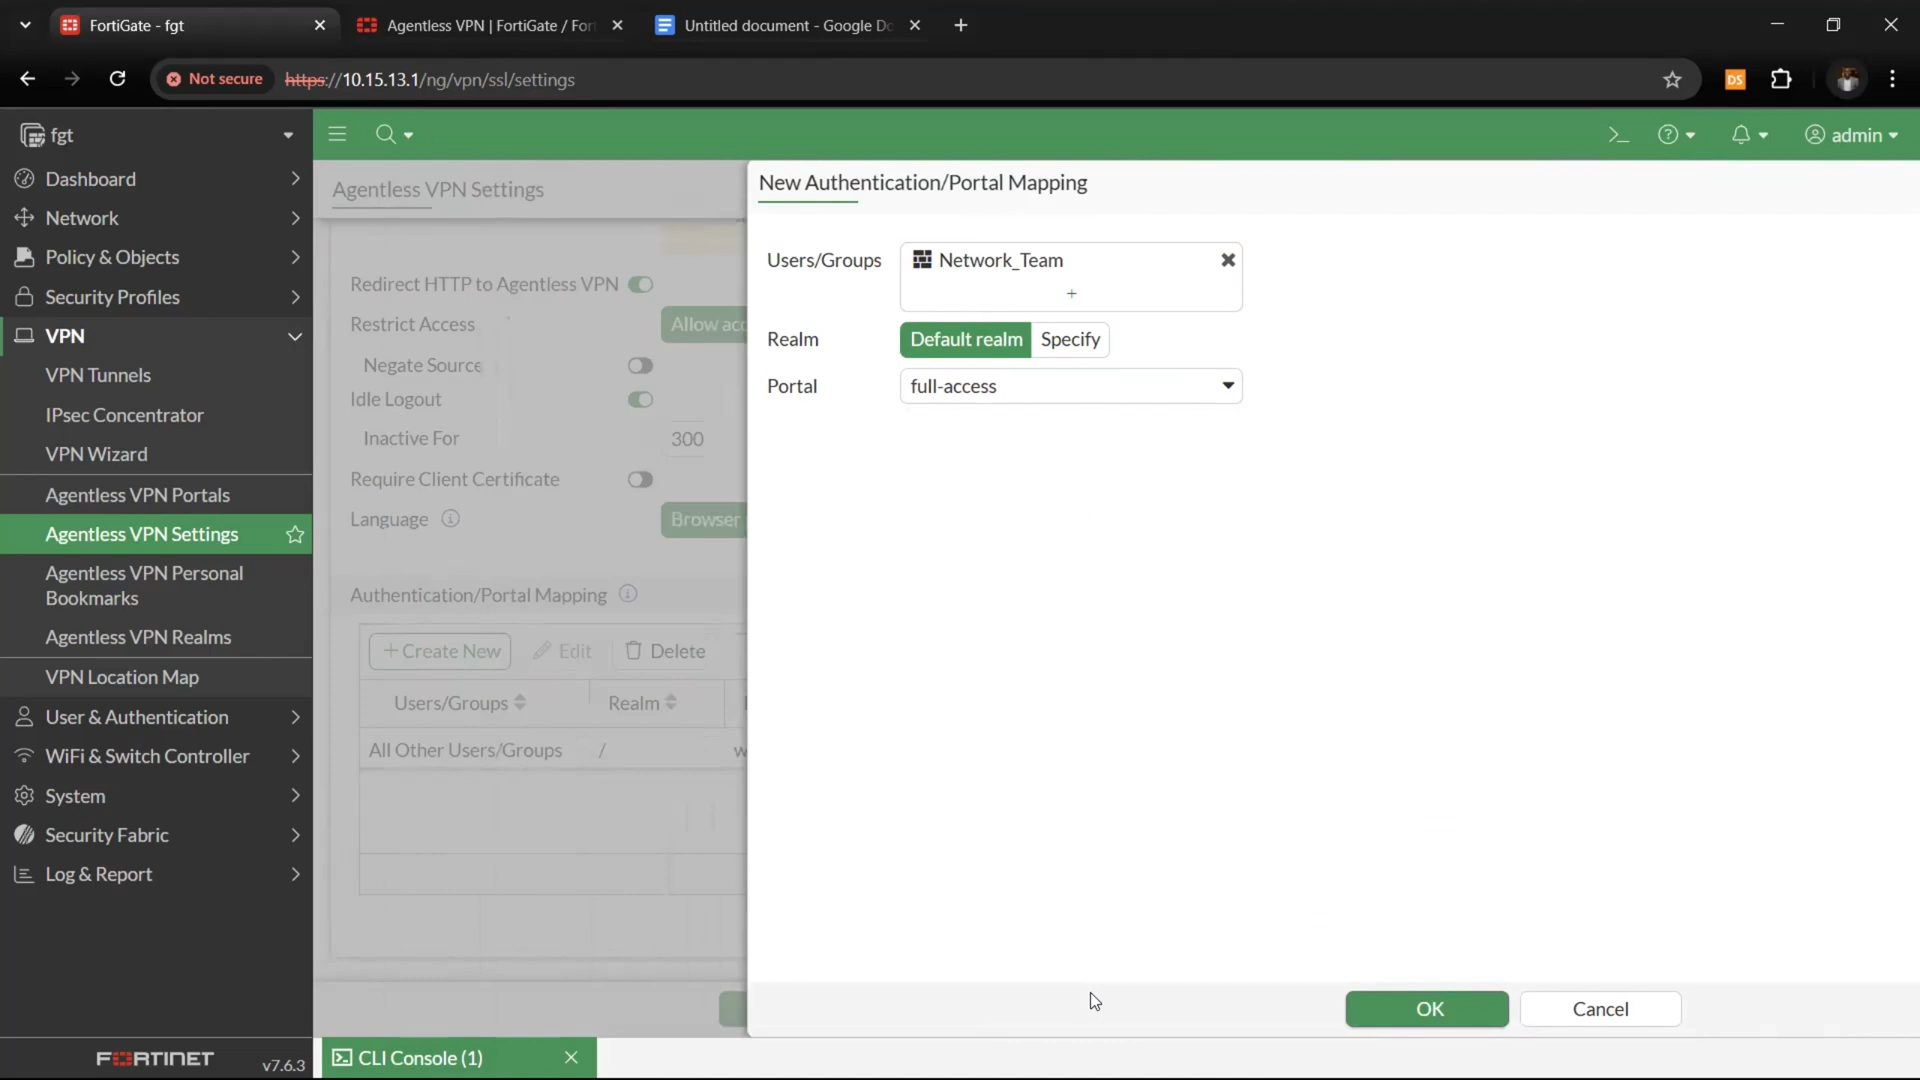 FortiGate - fgt
Agentless VPN | FortiGate / For
Untitled document - Google Do
Not secure
https://10.15.13.1/ng/vpn/ssl/settings
DS
fgt
admin
Dashboard
Network
Policy & Objects
Security Profiles
VPN
VPN Tunnels
IPsec Concentrator
VPN Wizard
Agentless VPN Portals
Agentless VPN Settings
Agentless VPN Personal
Bookmarks
Agentless VPN Realms
VPN Location Map
User & Authentication
WiFi & Switch Controller
System
Security Fabric
Log & Report
FORTINET
v7.6.3
Agentless VPN Settings
Redirect HTTP to Agentless VPN
Restrict Access
Allow acc
Negate Source
Idle Logout
Inactive For
300
Require Client Certificate
Language
Browser
Authentication/Portal Mapping
+ Create New
Edit
Delete
Users/Groups
Realm
All Other Users/Groups
/
w
New Authentication/Portal Mapping
Users/Groups
Network_Team
+
Realm
Default realm
Specify
Portal
full-access
OK
Cancel
CLI Console (1)